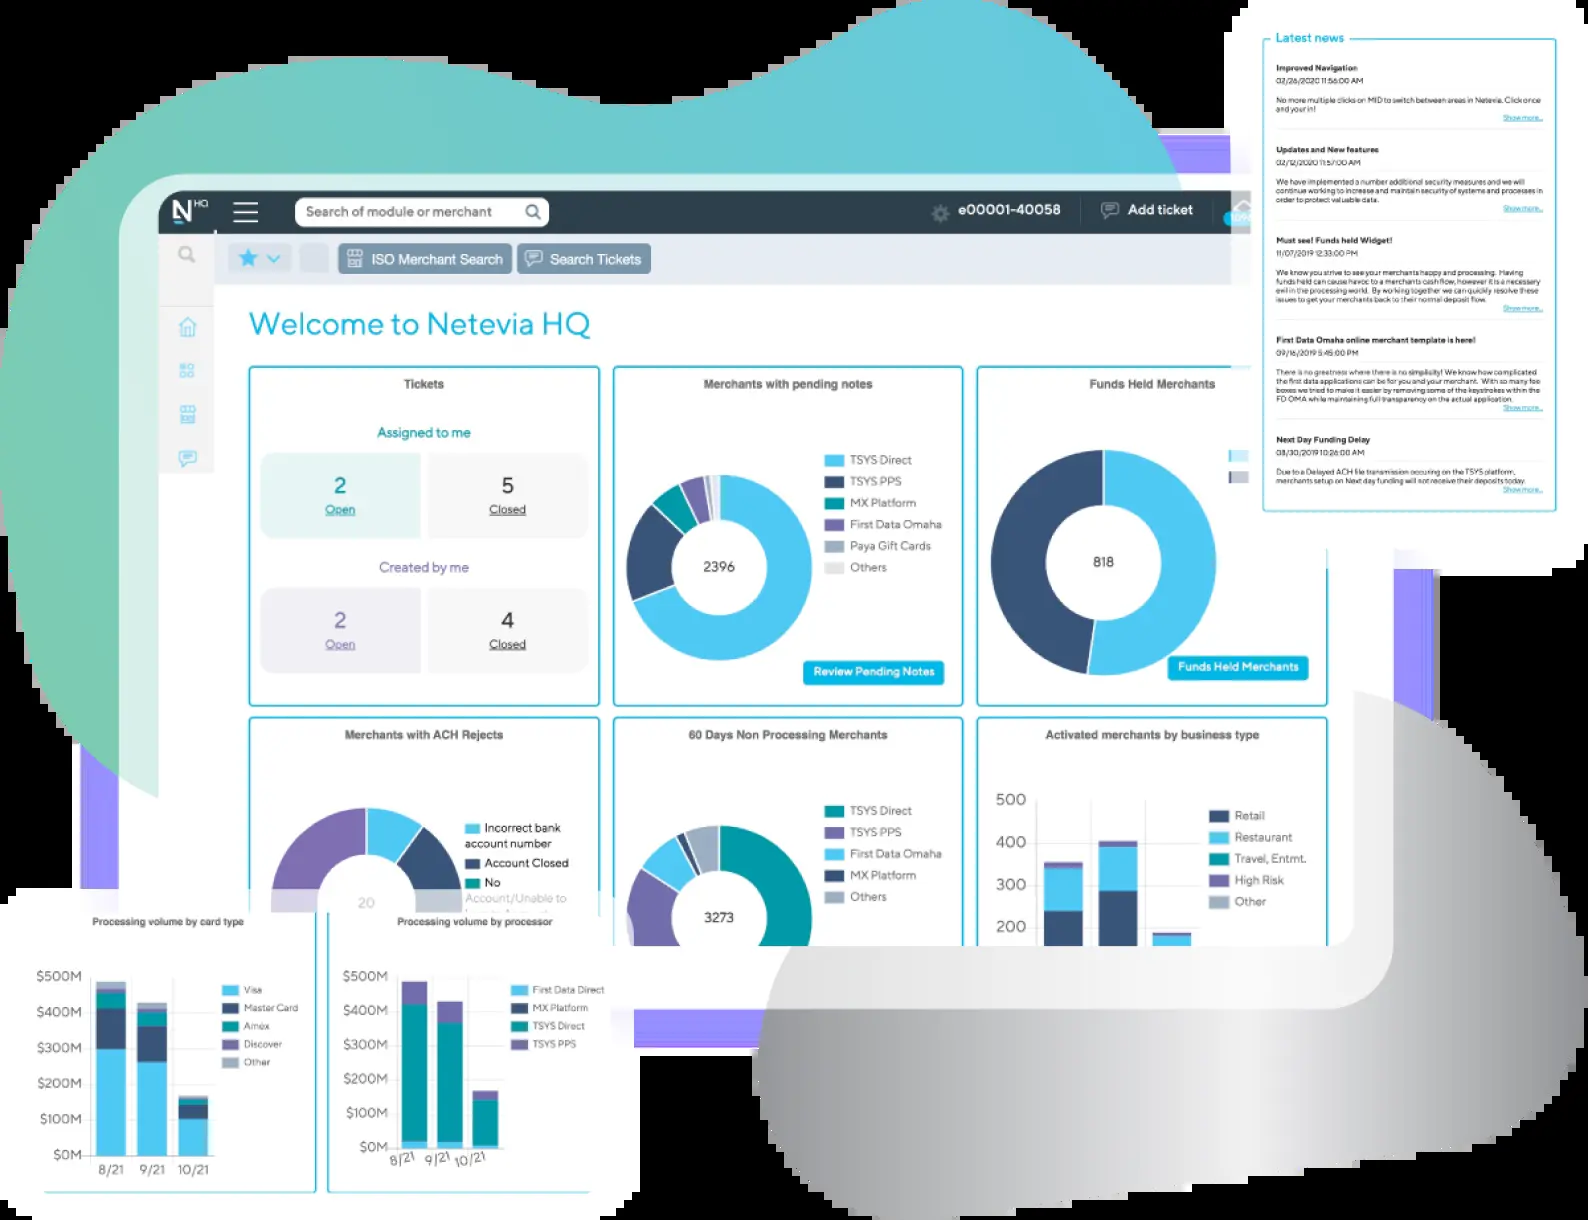 N HQ
Search of module or merchant
e00001-40058
Add ticket
ISO Merchant Search
Search Tickets
Welcome to Netevia HQ
Tickets
Assigned to me
2
Open
5
Closed
Created by me
2
Open
4
Closed
Merchants with pending notes
2396
TSYS Direct
TSYS PPS
MX Platform
First Data Omaha
Paya Gift Cards
Others
Review Pending Notes
Funds Held Merchants
818
Funds Held Merchants
Latest news
Improved Navigation
02/26/2020 11:56:00 AM
No more multiple clicks on MID to switch between areas in Netevia. Click once
and your in!
Show more...
Updates and New features
02/12/2020 11:57:00 AM
We have implemented a number additional security measures and we will
continue working to increase and maintain security of systems and processes in
order to protect valuable data.
Show more...
Must see! Funds held Widget!
11/07/2019 12:33:00 PM
We know you strive to see your merchants happy and processing. Having
funds held can cause havoc to a merchants cash flow, however it is a necessary
evil in the processing world. By working together we can quickly resolve these
issues to get your merchants back to their normal deposit flow.
Show more...
First Data Omaha online merchant template is here!
09/16/2019 5:45:00 PM
There is no greatness where there is no simplicity! We know how complicated
the first data applications can be for you and your merchant. With so many fee
boxes we tried to make it easier by removing some of the keystrokes within the
FD OMA while maintaining full transparency on the actual application.
Show more...
Next Day Funding Delay
08/30/2019 10:26:00 AM
Due to a Delayed ACH file transmission occuring on the TSYS platform,
merchants setup on Next day funding will not receive their deposits today.
Show more...
Merchants with ACH Rejects
20
Incorrect bank
account number
Account Closed
No
Account/Unable to
60 Days Non Processing Merchants
3273
TSYS Direct
TSYS PPS
First Data Omaha
MX Platform
Others
Activated merchants by business type
500
400
300
200
Retail
Restaurant
Travel, Entmt.
High Risk
Other
Processing volume by card type
$500M
$400M
$300M
$200M
$100M
$0M
8/21
9/21
10/21
Visa
Master Card
Amex
Discover
Other
Processing volume by processor
$500M
$400M
$300M
$200M
$100M
$0M
8/21
9/21
10/21
First Data Direct
MX Platform
TSYS Direct
TSYS PPS